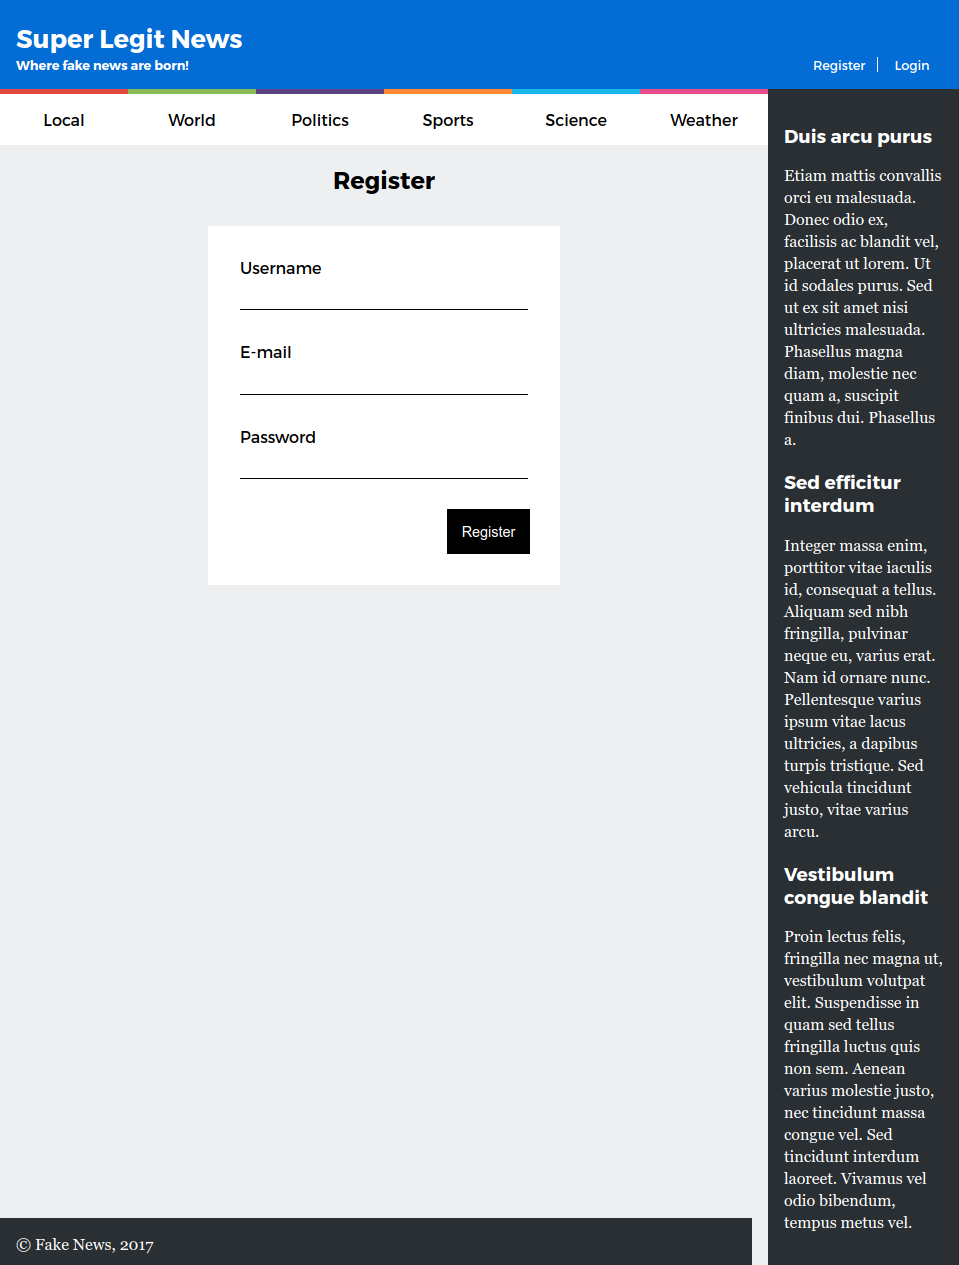 Super Legit News
Where fake news are born!
Register
Login
Local
World
Politics
Sports
Science
Weather
Register
Username
E-mail
Password
Register
Duis arcu purus
Etiam mattis convallis
orci eu malesuada.
Donec odio ex,
facilisis ac blandit vel,
placerat ut lorem. Ut
id sodales purus. Sed
ut ex sit amet nisi
ultricies malesuada.
Phasellus magna
diam, molestie nec
quam a, suscipit
finibus dui. Phasellus
a.
Sed efficitur
interdum
Integer massa enim,
porttitor vitae iaculis
id, consequat a tellus.
Aliquam sed nibh
fringilla, pulvinar
neque eu, varius erat.
Nam id ornare nunc.
Pellentesque varius
ipsum vitae lacus
ultricies, a dapibus
turpis tristique. Sed
vehicula tincidunt
justo, vitae varius
arcu.
Vestibulum
congue blandit
Proin lectus felis,
fringilla nec magna ut,
vestibulum volutpat
elit. Suspendisse in
quam sed tellus
fringilla luctus quis
non sem. Aenean
varius molestie justo,
nec tincidunt massa
congue vel. Sed
tincidunt interdum
laoreet. Vivamus vel
odio bibendum,
tempus metus vel.
© Fake News, 2017